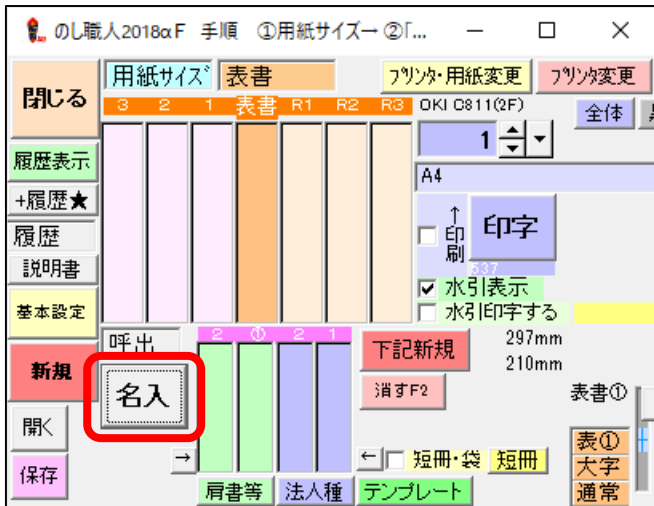 のし職人2018αF 手順 ①用紙サイズ→ ②「...
閉じる
用紙サイズ 表書 プリンタ・用紙変更 プリンタ変更
3 2 1 表書 R1 R2 R3 OKI C811(2F) 全体
1
履歴表示
A4
+履歴★
履歴
↑印刷 印字
説明書
537
水引表示
基本設定
水引印字する
呼出
2 ① 2 1
下記新規 297mm
210mm
新規
名入
消すF2
表書①
開く
→
← 短冊・袋 短冊
表①
大字
通常
保存
肩書等 法人種 テンプレート